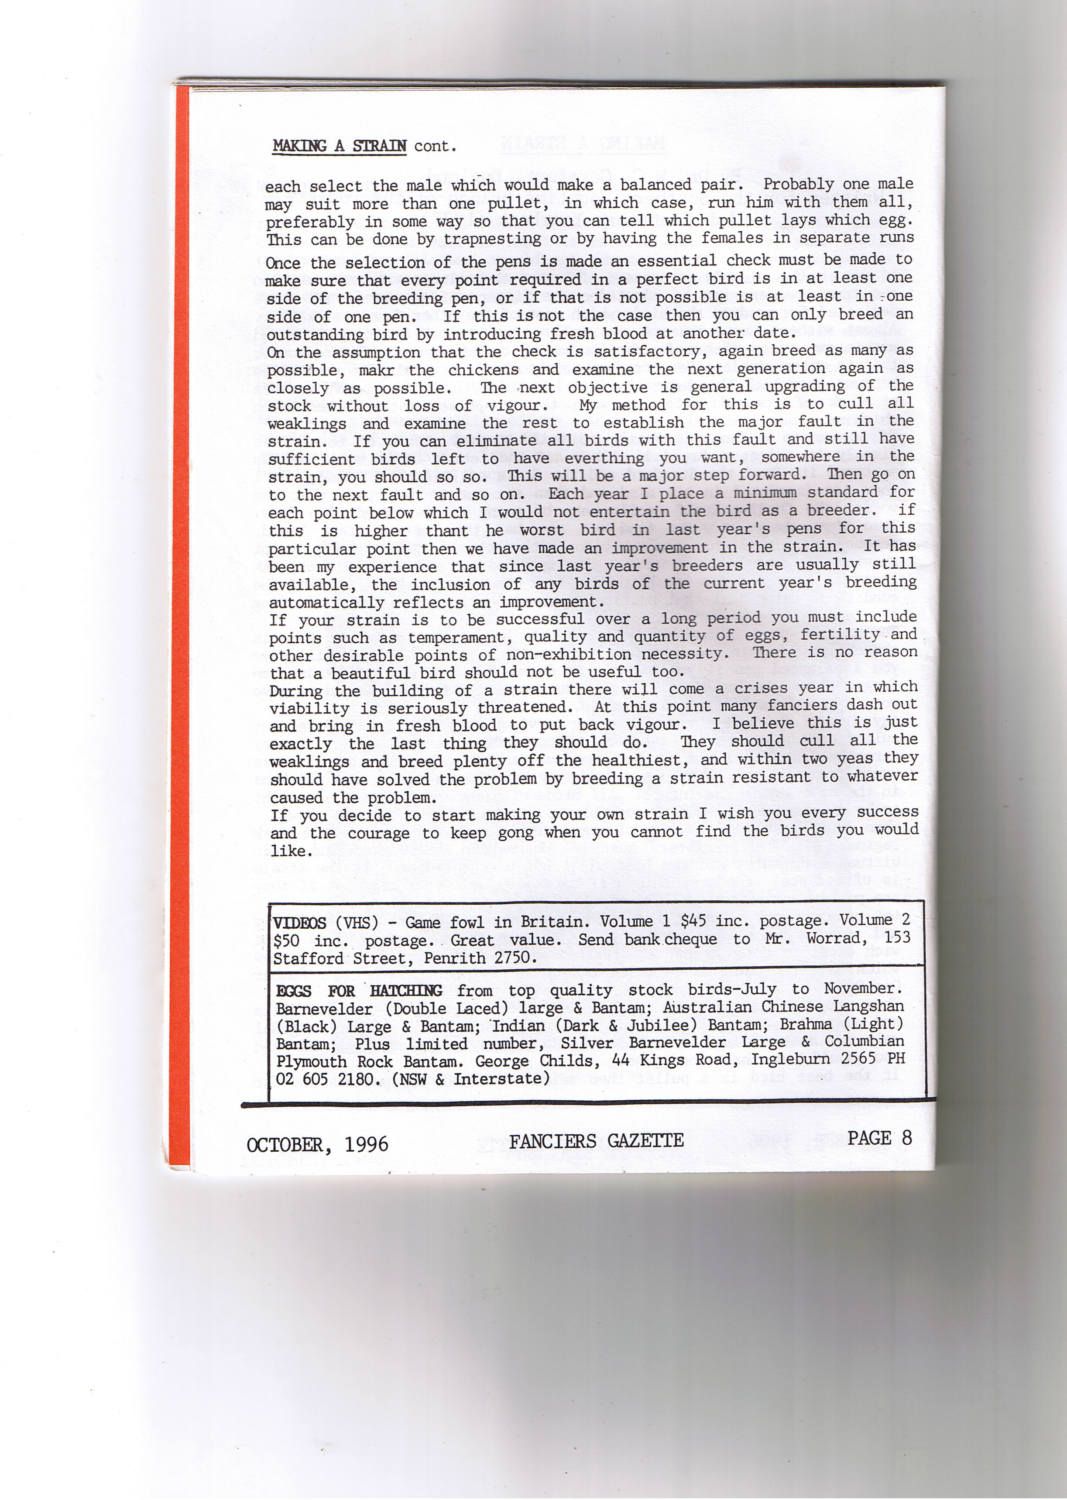 MAKING A STRAIN cont.
each select the male which would make a balanced pair. Probably one male
may suit more than one pullet, in which case, run him with them all,
preferably in some way so that you can tell which pullet lays which egg.
This can be done by trapnesting or by having the females in separate runs
Once the selection of the pens is made an essential check must be made to
make sure that every point required in a perfect bird is in at least one
side of the breeding pen, or if that is not possible is at least in one
side of one pen. If this is not the case then you can only breed an
outstanding bird by introducing fresh blood at another date.
On the assumption that the check is satisfactory, again breed as many as
possible, makr the chickens and examine the next generation again as
closely as possible. The next objective is general upgrading of the
stock without loss of vigour. My method for this is to cull all
weaklings and examine the rest to establish the major fault in the
strain. If you can eliminate all birds with this fault and still have
sufficient birds left to have everthing you want, somewhere in the
strain, you should so so. This will be a major step forward. Then go on
to the next fault and so on. Each year I place a minimum standard for
each point below which I would not entertain the bird as a breeder. if
this is higher thant he worst bird in last year's pens for this
particular point then we have made an improvement in the strain. It has
been my experience that since last year's breeders are usually still
available, the inclusion of any birds of the current year's breeding
automatically reflects an improvement.
If your strain is to be successful over a long period you must include
points such as temperament, quality and quantity of eggs, fertility and
other desirable points of non-exhibition necessity. There is no reason
that a beautiful bird should not be useful too.
During the building of a strain there will come a crises year in which
viability is seriously threatened. At this point many fanciers dash out
and bring in fresh blood to put back vigour. I believe this is just
exactly the last thing they should do. They should cull all the
weaklings and breed plenty off the healthiest, and within two yeas they
should have solved the problem by breeding a strain resistant to whatever
caused the problem.
If you decide to start making your own strain I wish you every success
and the courage to keep gong when you cannot find the birds you would
like.
VIDEOS (VHS) - Game fowl in Britain. Volume 1 $45 inc. postage. Volume 2
$50 inc. postage. Great value. Send bank cheque to Mr. Worrad, 153
Stafford Street, Penrith 2750.
EGGS FOR HATCHING from top quality stock birds-July to November.
Barnevelder (Double Laced) large & Bantam; Australian Chinese Langshan
(Black) Large & Bantam; Indian (Dark & Jubilee) Bantam; Brahma (Light)
Bantam; Plus limited number, Silver Barnevelder Large & Columbian
Plymouth Rock Bantam. George Childs, 44 Kings Road, Ingleburn 2565 PH
02 605 2180. (NSW & Interstate)
OCTOBER, 1996 FANCIERS GAZETTE PAGE 8